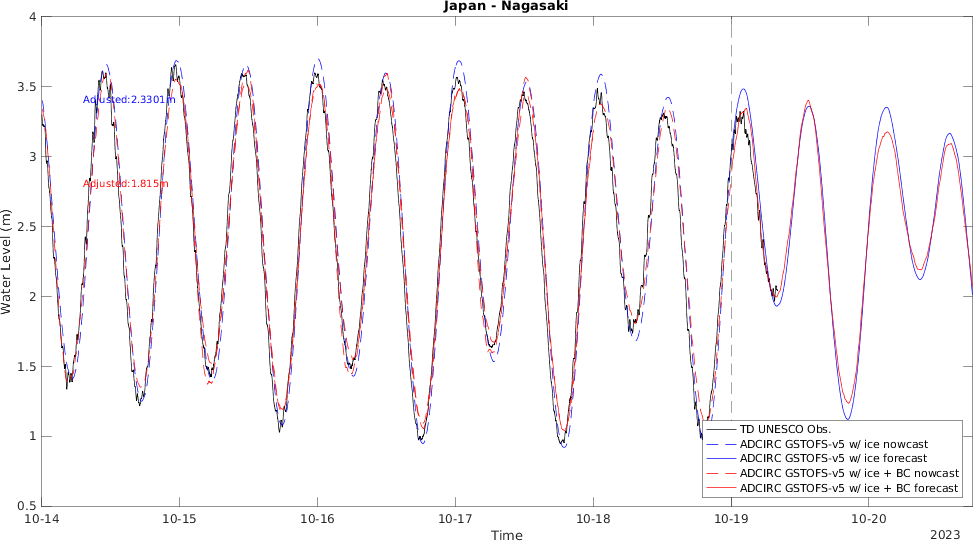 Japan - Nagasaki
4
3.5
3
2.5
2
1.5
1
0.5
Water Level (m)
Adjusted:2.3301m
Adjusted:1.815m
TD UNESCO Obs.
ADCIRC GSTOFS-v5 w/ ice nowcast
ADCIRC GSTOFS-v5 w/ ice forecast
ADCIRC GSTOFS-v5 w/ ice + BC nowcast
ADCIRC GSTOFS-v5 w/ ice + BC forecast
10-14 10-15 10-16 10-17 10-18 10-19 10-20
Time
2023